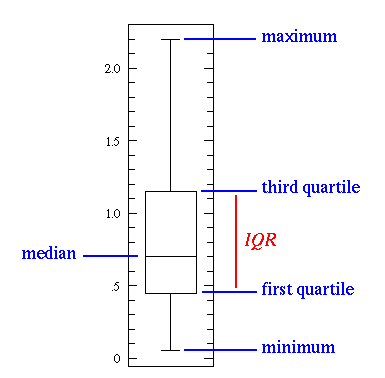 maximum
2.0
1.5
third quartile
1.0
IQR
median
.5
first quartile
minimum
0